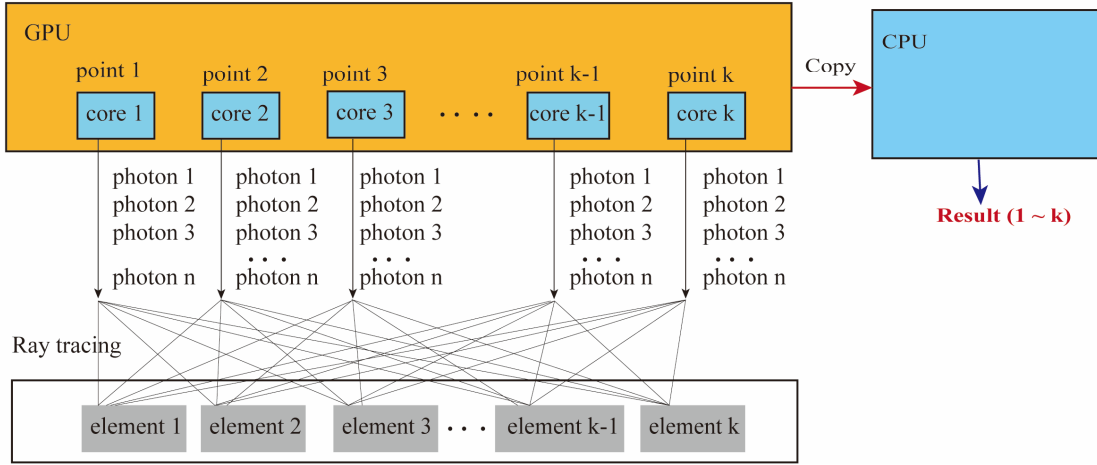 GPU
CPU
point 1 point 2 point 3 point k-1 point k
Copy
core 1 core 2 core 3 . . . . core k-1 core k
photon 1 photon 1 photon 1 photon 1 photon 1
photon 2 photon 2 photon 2 photon 2 photon 2
Result (1 ~ k)
photon 3 photon 3 photon 3 photon 3 photon 3
. . . . . . . . . . . .
photon n photon n photon n photon n photon n
Ray tracing
element 1 element 2 element 3 . . . element k-1 element k